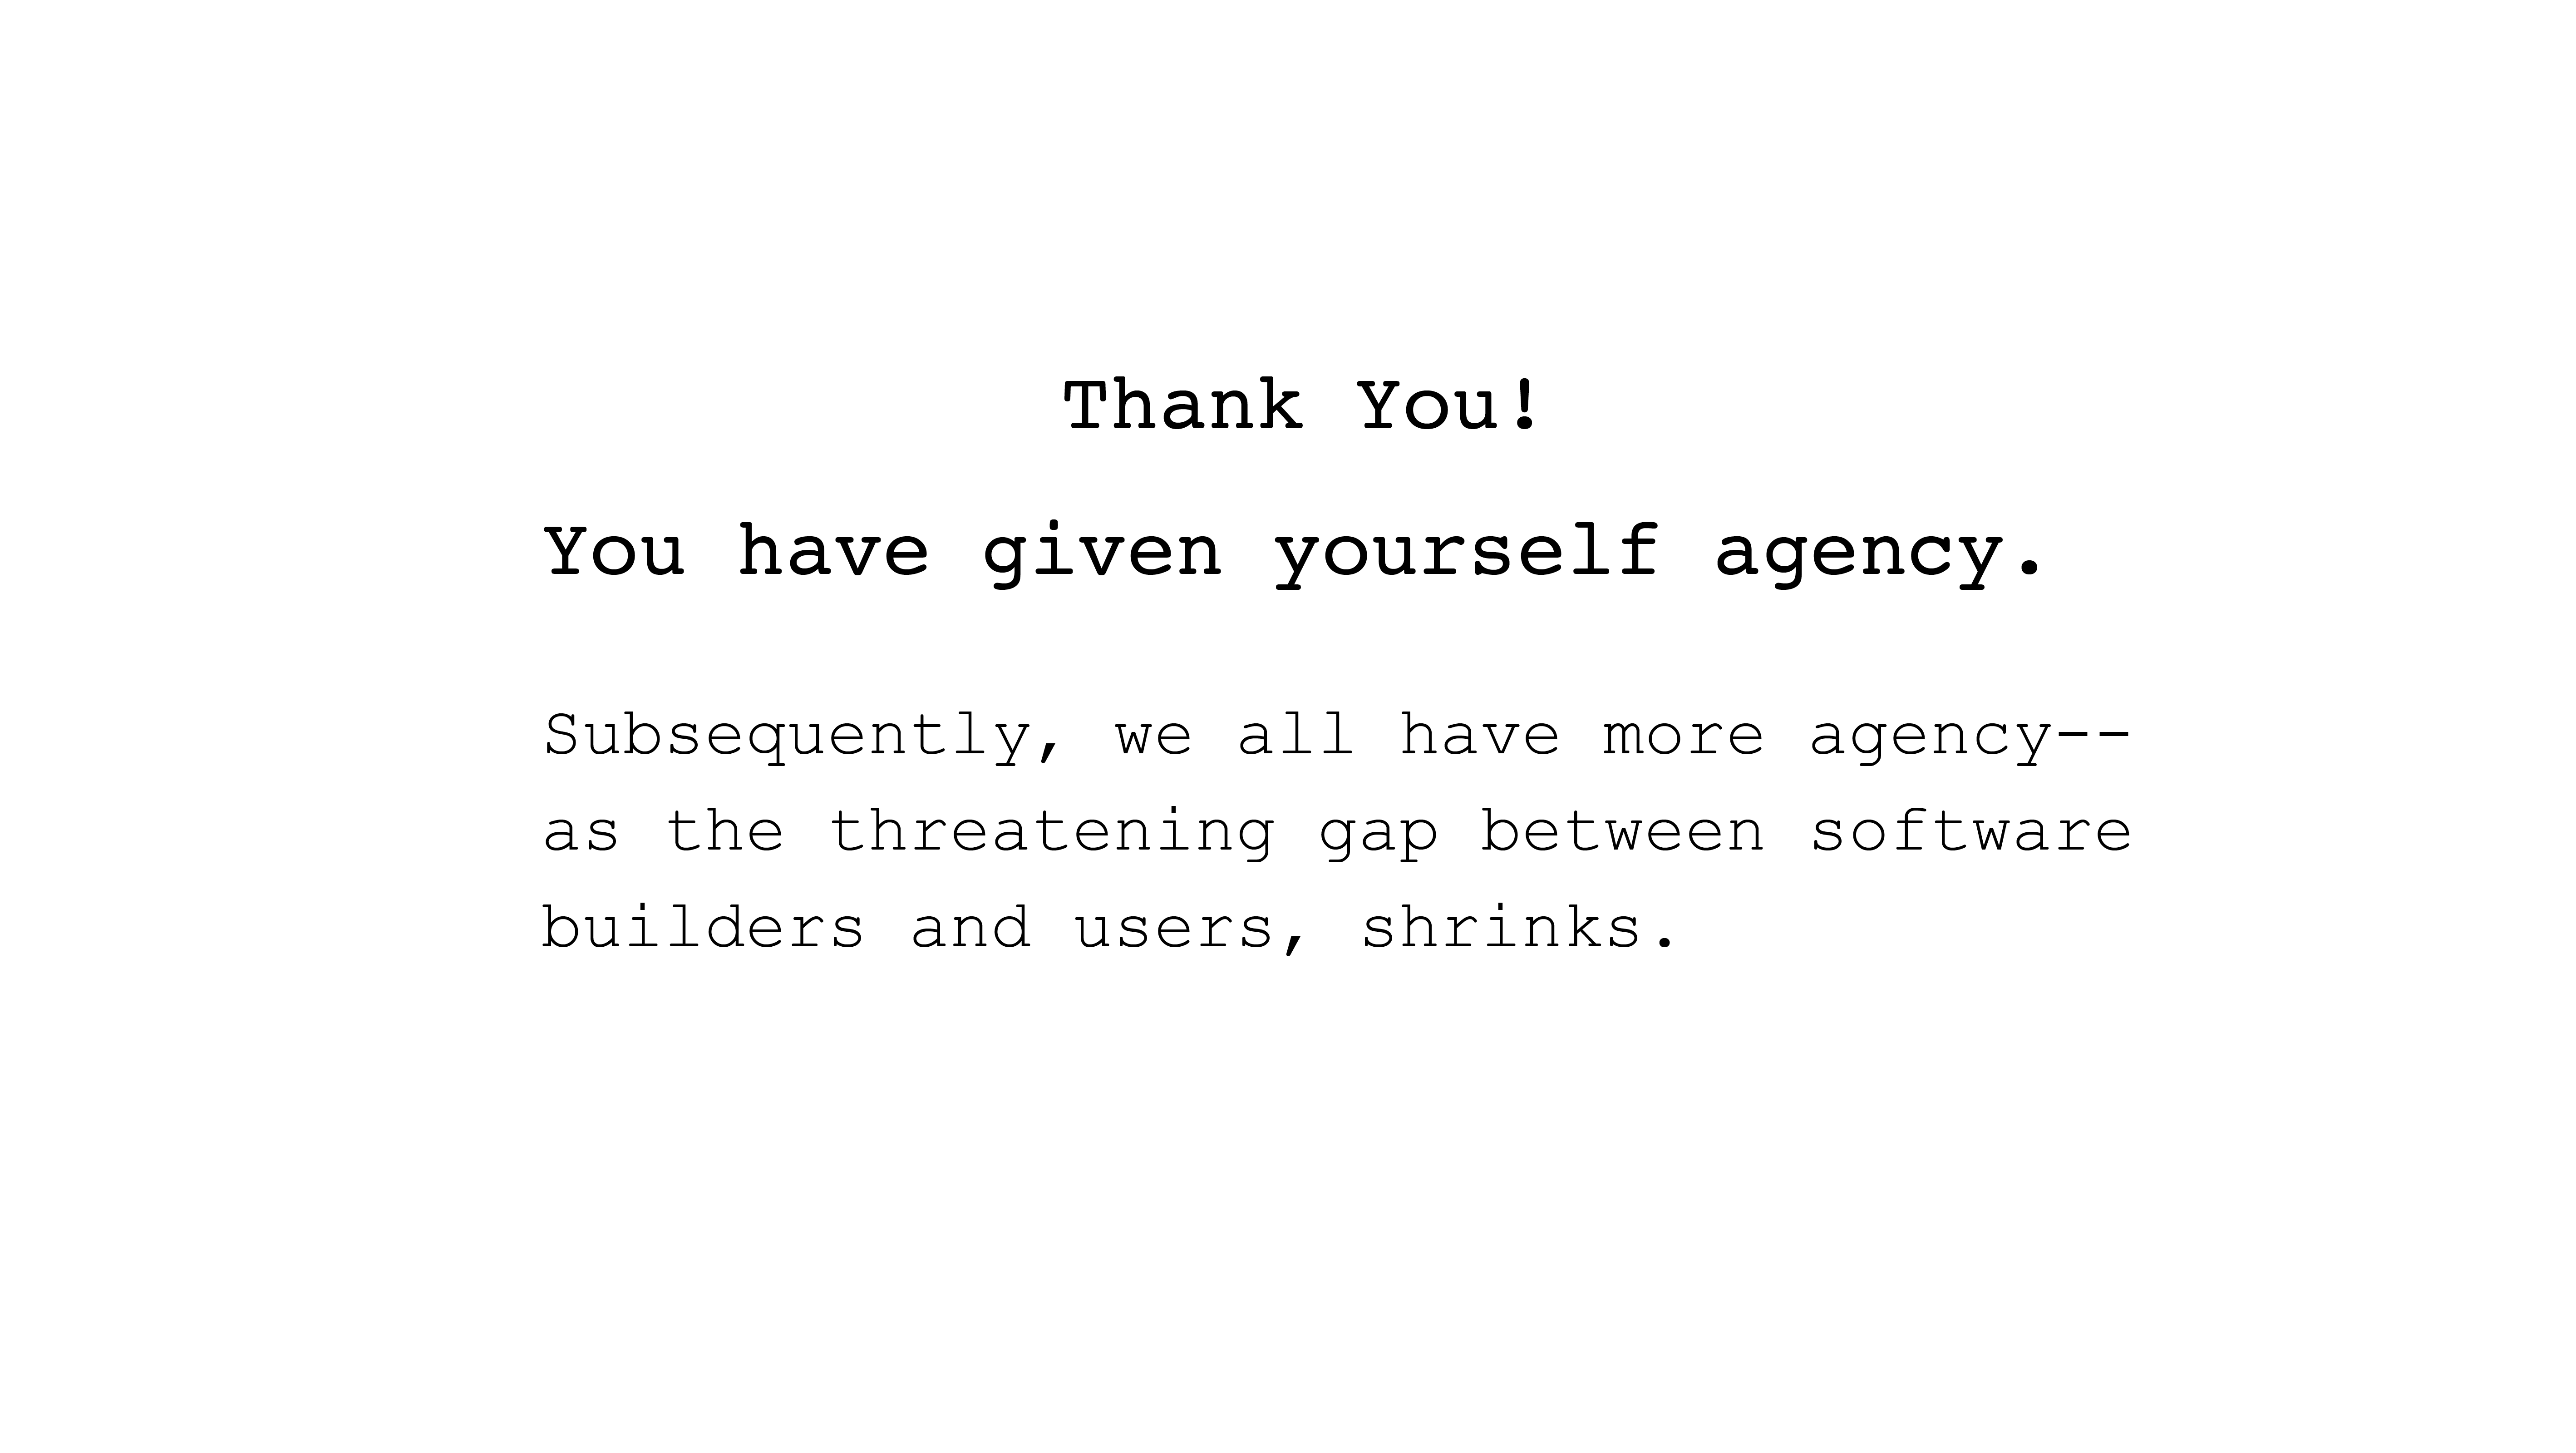 Thank You!
You have given yourself agency.
Subsequently, we all have more agency--
as the threatening gap between software
builders and users, shrinks.